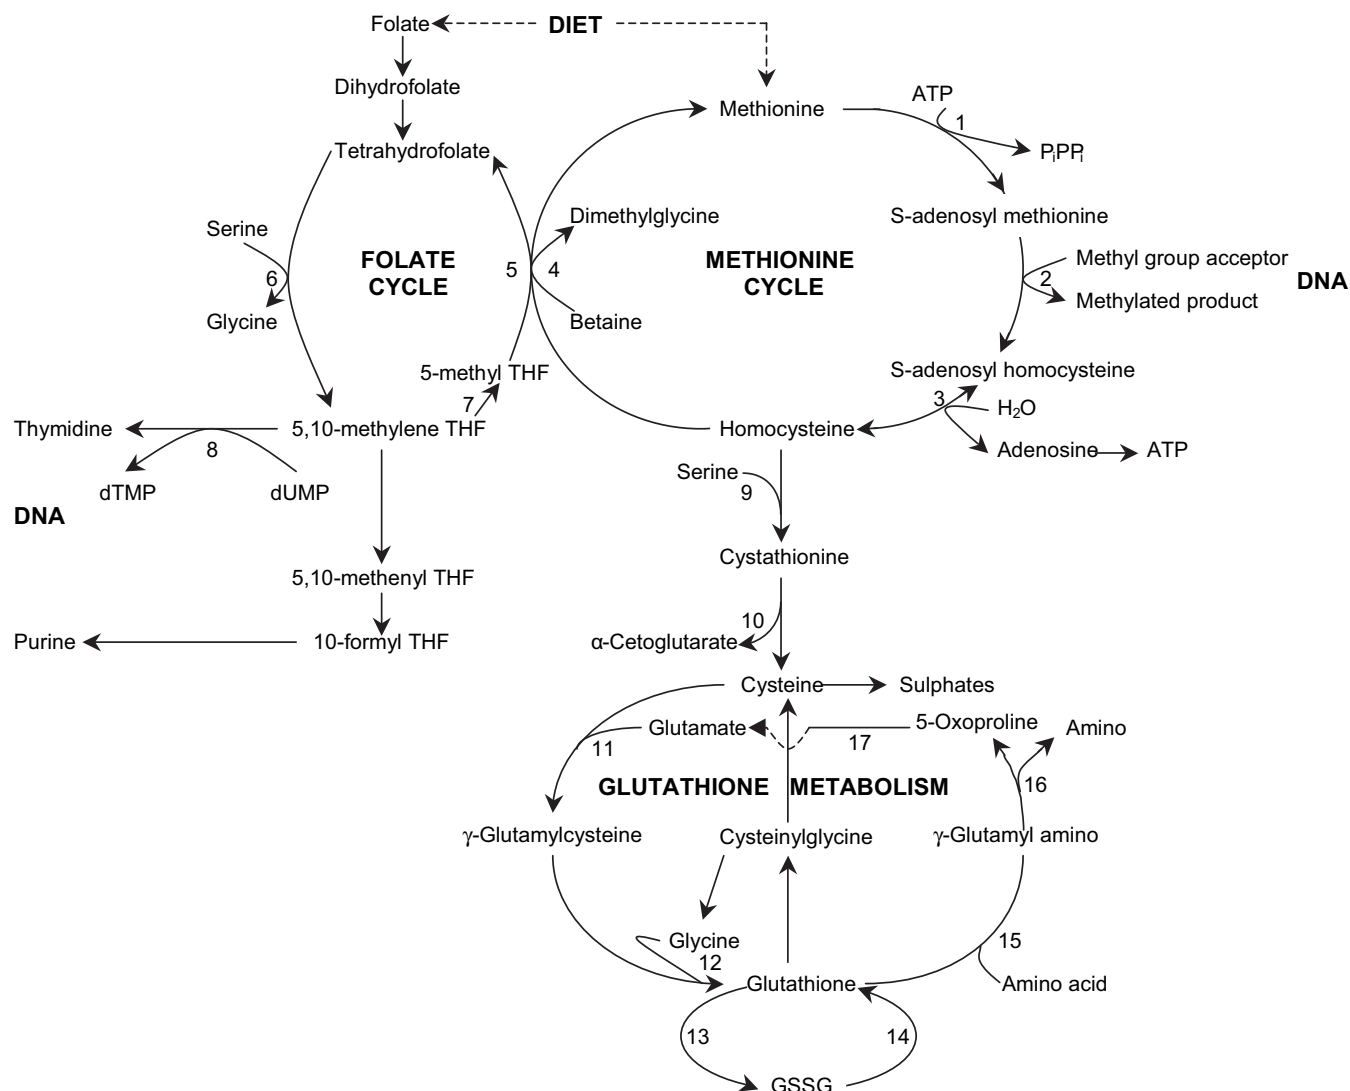 Folate
DIET
Dihydrofolate
Methionine
ATP
1
PiPPi
Tetrahydrofolate
Serine
6
Glycine
FOLATE
CYCLE
5
4
Dimethylglycine
Betaine
METHIONINE
CYCLE
S-adenosyl methionine
Methyl group acceptor
2
Methylated product
DNA
5-methyl THF
7
S-adenosyl homocysteine
3
H2O
Thymidine
5,10-methylene THF
Homocysteine
Adenosine
ATP
8
dTMP
dUMP
DNA
Serine
9
Cystathionine
5,10-methenyl THF
10
α-Cetoglutarate
Purine
10-formyl THF
Cysteine
Sulphates
Glutamate
11
17
5-Oxoproline
Amino
16
GLUTATHIONE METABOLISM
γ-Glutamylcysteine
Cysteinylglycine
γ-Glutamyl amino
Glycine
12
15
Glutathione
Amino acid
13
14
GSSG